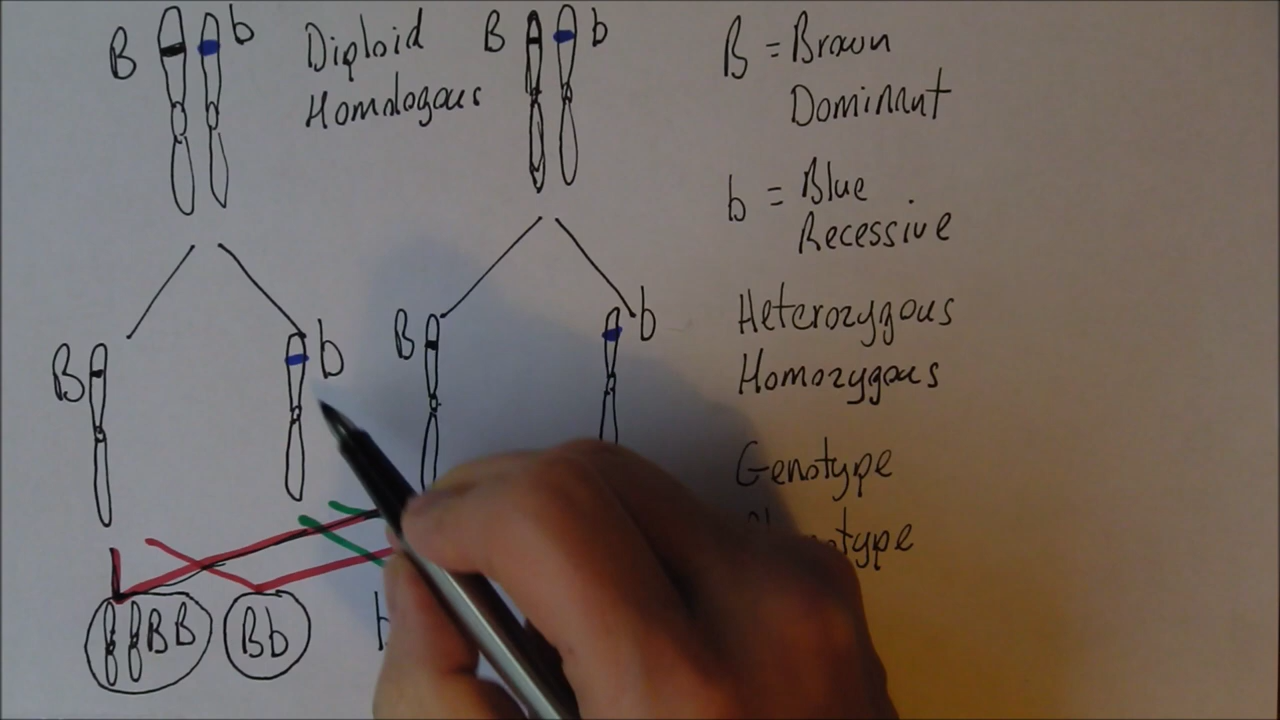 B b Diploid B b
Homologous
B = Brown
Dominant
b = Blue
Recessive
Heterozygous
Homozygous
Genotype
B b B b
BB Bb